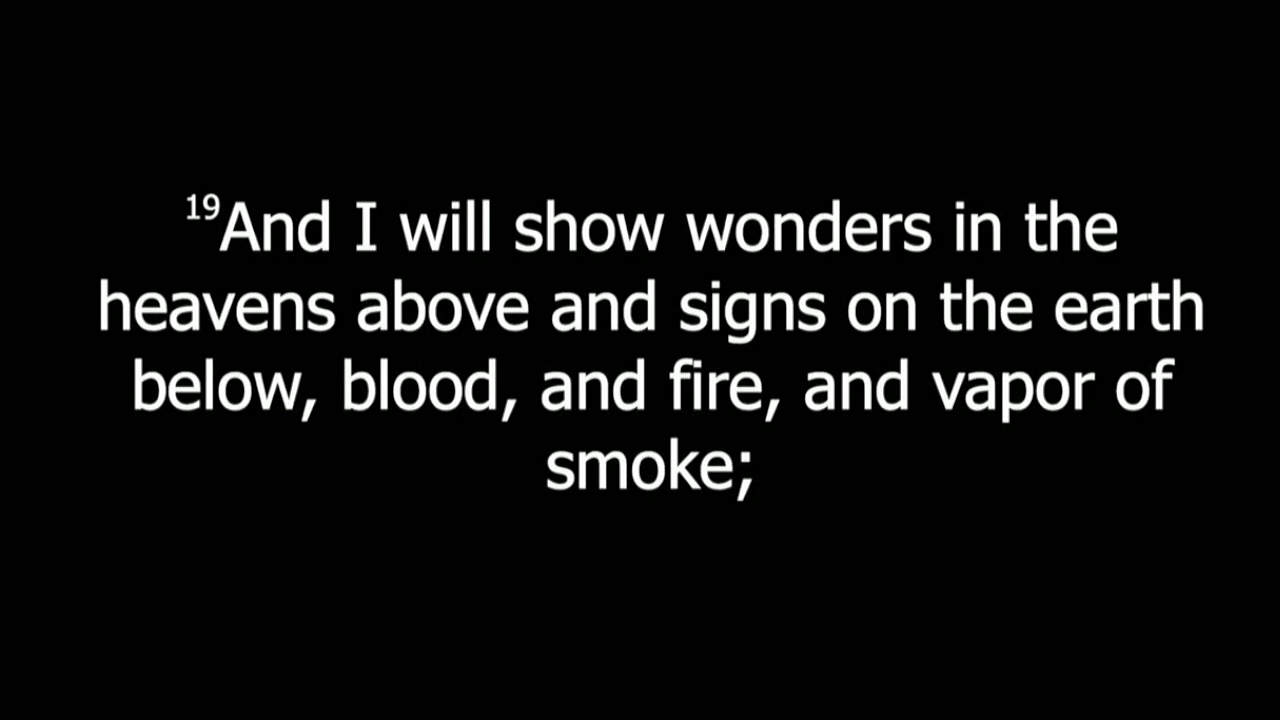 19And I will show wonders in the
heavens above and signs on the earth
below, blood, and fire, and vapor of
smoke;